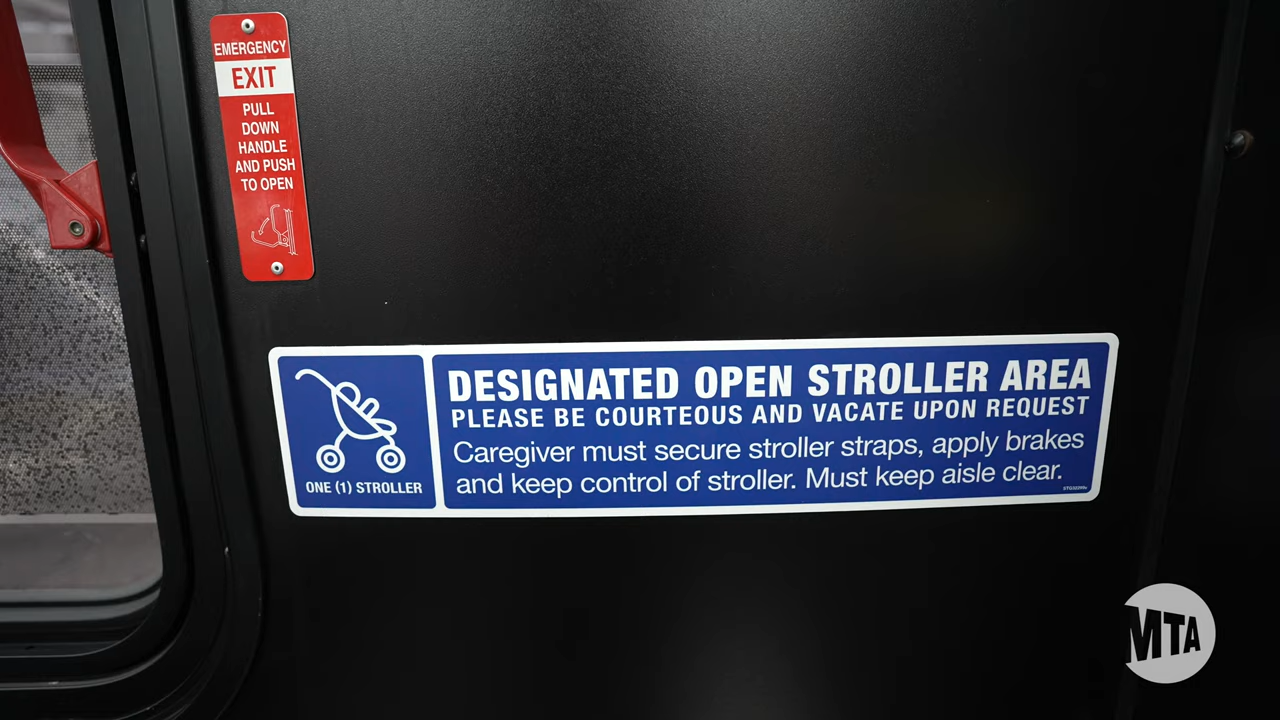 EMERGENCY
EXIT
PULL
DOWN
HANDLE
AND PUSH
TO OPEN
DESIGNATED OPEN STROLLER AREA
PLEASE BE COURTEOUS AND VACATE UPON REQUEST
Caregiver must secure stroller straps, apply brakes
and keep control of stroller. Must keep aisle clear.
ONE (1) STROLLER
MTA